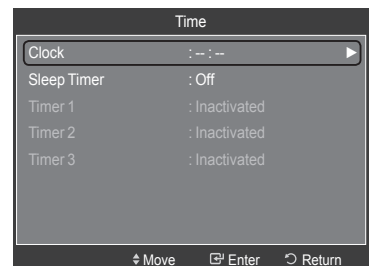 Time
Clock : -- : --
Sleep Timer : Off
Timer 1 : Inactivated
Timer 2 : Inactivated
Timer 3 : Inactivated
Move Enter Return